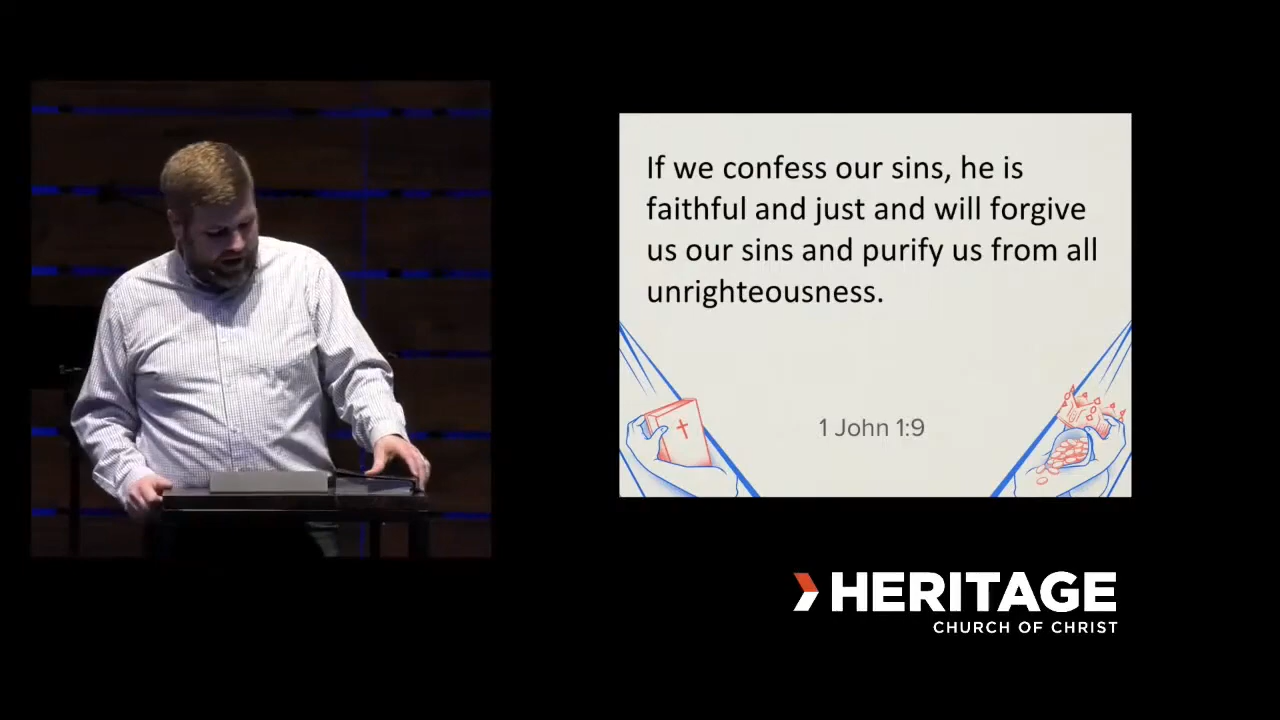 If we confess our sins, he is
faithful and just and will forgive
us our sins and purify us from all
unrighteousness.
1 John 1:9
HERITAGE
CHURCH OF CHRIST